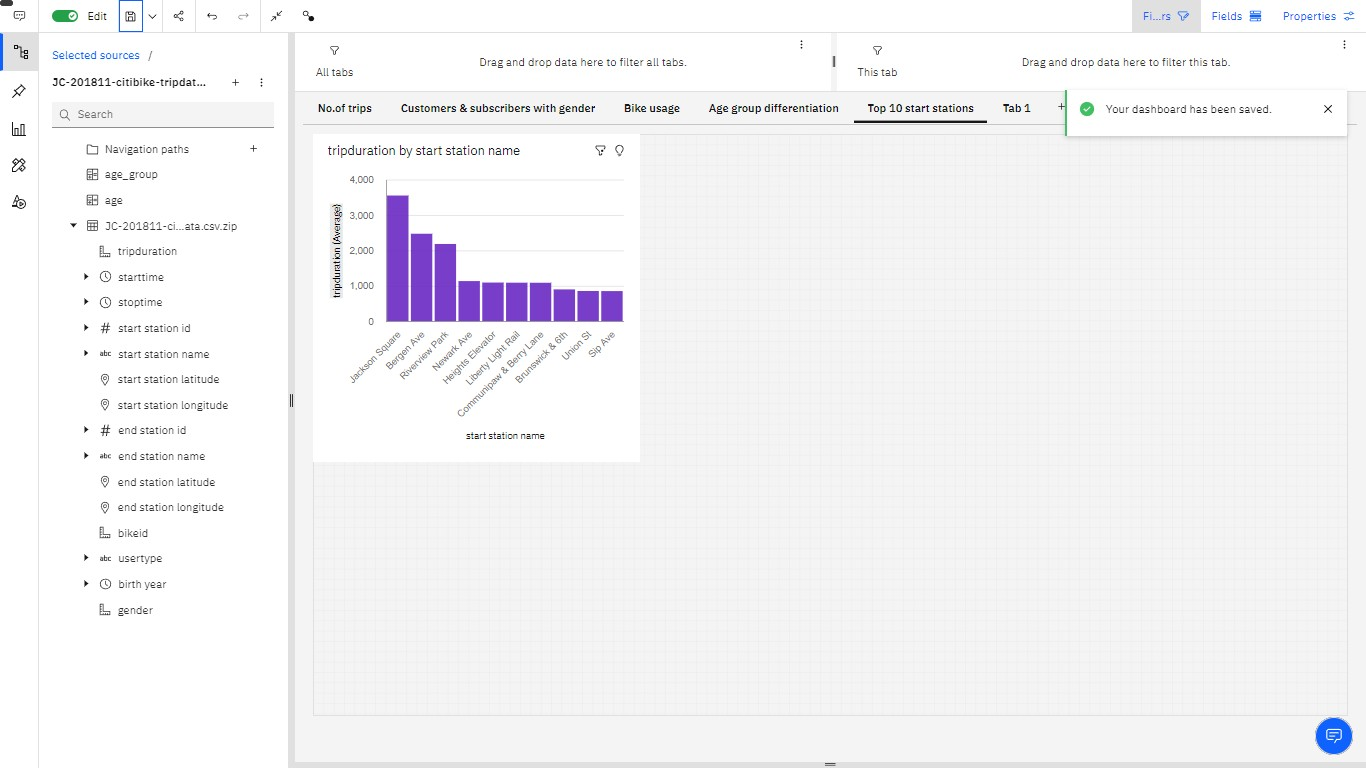 Edit
Fi...rs
Fields
Properties
Selected sources /
JC-201811-citibike-tripdat...
Search
Navigation paths
age_group
age
JC-201811-ci...ata.csv.zip
tripduration
starttime
stoptime
start station id
abc start station name
start station latitude
start station longitude
end station id
abc end station name
end station latitude
end station longitude
bikeid
abc usertype
birth year
gender
All tabs
Drag and drop data here to filter all tabs.
This tab
Drag and drop data here to filter this tab.
No.of trips
Customers & subscribers with gender
Bike usage
Age group differentiation
Top 10 start stations
Tab 1
Your dashboard has been saved.
tripduration by start station name
tripduration (Average)
4,000
3,000
2,000
1,000
0
Jackson Square
Bergen Ave
Riverview Park
Newark Ave
Heights Elevator
Liberty Light Rail
Communipaw & Berry Lane
Brunswick & 6th
Union St
Sip Ave
start station name